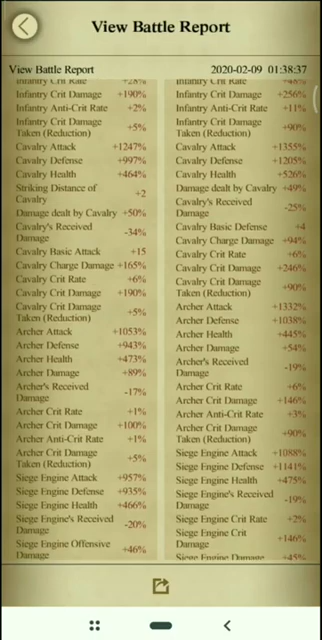 View Battle Report
View Battle Report 2020-02-09 01:38:37
Infantry Crit Rate +28%
Infantry Crit Damage +190%
Infantry Anti-Crit Rate +2%
Infantry Crit Damage
Taken (Reduction) +5%
Cavalry Attack +1247%
Cavalry Defense +997%
Cavalry Health +464%
Striking Distance of
Cavalry +2
Damage dealt by Cavalry +50%
Cavalry's Received
Damage -34%
Cavalry Basic Attack +15
Cavalry Charge Damage +165%
Cavalry Crit Rate +6%
Cavalry Crit Damage +190%
Cavalry Crit Damage
Taken (Reduction) +5%
Archer Attack +1053%
Archer Defense +943%
Archer Health +473%
Archer Damage +89%
Archer's Received
Damage -17%
Archer Crit Rate +1%
Archer Crit Damage +100%
Archer Anti-Crit Rate +1%
Archer Crit Damage
Taken (Reduction) +5%
Siege Engine Attack +957%
Siege Engine Defense +935%
Siege Engine Health +466%
Siege Engine's Received
Damage -20%
Siege Engine Offensive
Damage +46%
Infantry Crit Rate +48%
Infantry Crit Damage +256%
Infantry Anti-Crit Rate +11%
Infantry Crit Damage
Taken (Reduction) +90%
Cavalry Attack +1355%
Cavalry Defense +1205%
Cavalry Health +526%
Damage dealt by Cavalry +49%
Cavalry's Received
Damage -25%
Cavalry Basic Defense +4
Cavalry Charge Damage +94%
Cavalry Crit Rate +6%
Cavalry Crit Damage +246%
Cavalry Crit Damage
Taken (Reduction) +90%
Archer Attack +1332%
Archer Defense +1038%
Archer Health +445%
Archer Damage +54%
Archer's Received
Damage -19%
Archer Crit Rate +6%
Archer Crit Damage +146%
Archer Anti-Crit Rate +3%
Archer Crit Damage
Taken (Reduction) +90%
Siege Engine Attack +1088%
Siege Engine Defense +1141%
Siege Engine Health +475%
Siege Engine's Received
Damage -19%
Siege Engine Crit Rate +2%
Siege Engine Crit
Damage +146%
Siege Engine Damage +45%